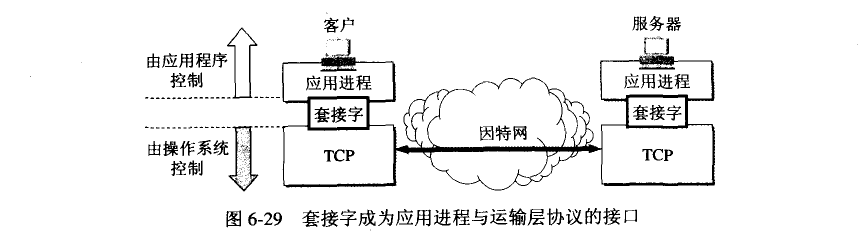 客户
服务器
由应用程序
控制
应用进程
应用进程
套接字
套接字
因特网
由操作系统
控制
TCP
TCP
图 6-29 套接字成为应用进程与运输层协议的接口